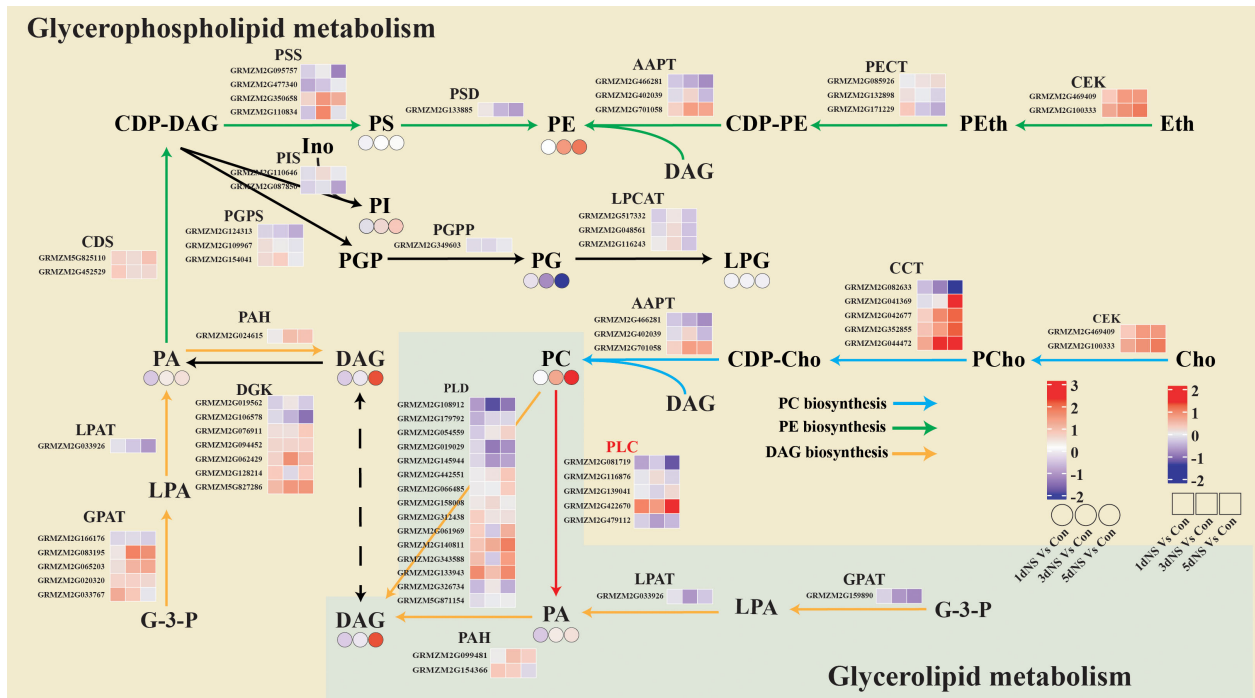 Glycerophospholipid metabolism
PSS
GRMZM2G095757
GRMZM2G477340
GRMZM2G350658
GRMZM2G110834
PSD
GRMZM2G133885
AAPT
GRMZM2G466281
GRMZM2G402039
GRMZM2G701058
PECT
GRMZM2G085926
GRMZM2G132898
GRMZM2G171229
CEK
GRMZM2G469409
GRMZM2G100333
CDP-DAG
PS
PE
CDP-PE
PEth
Eth
DAG
Ino
PIS
GRMZM2G110646
GRMZM2G087850
PI
PGPS
GRMZM2G124313
GRMZM2G109967
GRMZM2G154041
PGP
PGPP
GRMZM2G349603
PG
LPCAT
GRMZM2G517332
GRMZM2G048561
GRMZM2G116243
LPG
CDS
GRMZM5G825110
GRMZM2G452529
CCT
GRMZM2G082633
GRMZM2G041369
GRMZM2G042677
GRMZM2G352855
GRMZM2G044472
PAH
GRMZM2G024615
AAPT
GRMZM2G466281
GRMZM2G402039
GRMZM2G701058
CEK
GRMZM2G469409
GRMZM2G100333
PA
DAG
PC
CDP-Cho
PCho
Cho
DAG
DGK
GRMZM2G019562
GRMZM2G106578
GRMZM2G076911
GRMZM2G094452
GRMZM2G062429
GRMZM2G128214
GRMZM5G827286
LPAT
GRMZM2G033926
LPA
GPAT
GRMZM2G166176
GRMZM2G083195
GRMZM2G065203
GRMZM2G020320
GRMZM2G033767
G-3-P
PLD
GRMZM2G108912
GRMZM2G179792
GRMZM2G054559
GRMZM2G019029
GRMZM2G145944
GRMZM2G442551
GRMZM2G066485
GRMZM2G158008
GRMZM2G312438
GRMZM2G061969
GRMZM2G140811
GRMZM2G343588
GRMZM2G133943
GRMZM2G326734
GRMZM5G871154
PLC
GRMZM2G081719
GRMZM2G116876
GRMZM2G139041
GRMZM2G422670
GRMZM2G479112
PC biosynthesis
PE biosynthesis
DAG biosynthesis
3
2
1
0
-1
-2
1dNS Vs Con
3dNS Vs Con
5dNS Vs Con
2
1
0
-1
-2
1dNS Vs Con
3dNS Vs Con
5dNS Vs Con
DAG
PAH
GRMZM2G099481
GRMZM2G154366
PA
LPAT
GRMZM2G033926
LPA
GPAT
GRMZM2G159890
G-3-P
Glycerolipid metabolism